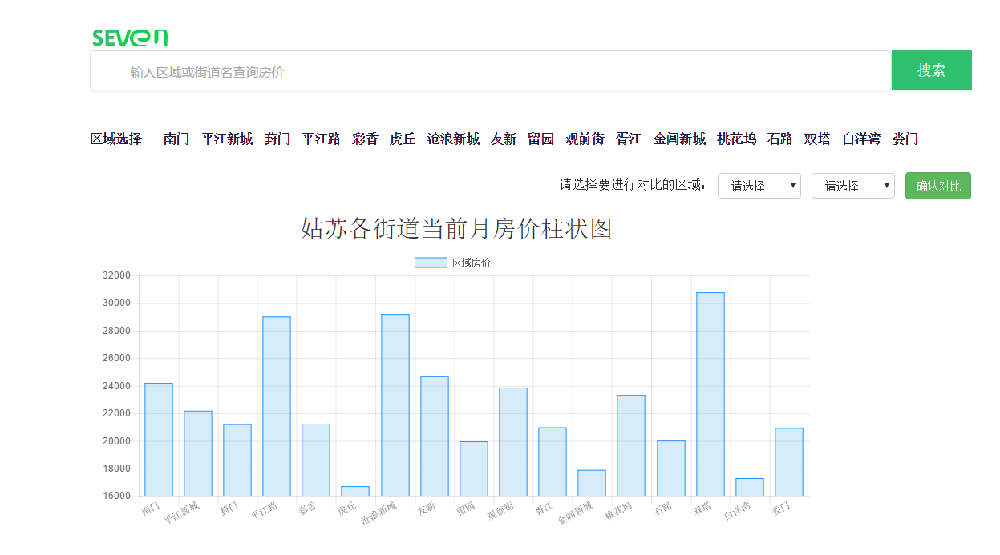 SEVen
输入区域或街道名查询房价
搜索
区域选择 南门 平江新城 葑门 平江路 彩香 虎丘 沧浪新城 友新 留园 观前街 胥江 金阊新城 桃花坞 石路 双塔 白洋湾 娄门
请选择要进行对比的区域： 请选择 请选择 确认对比
姑苏各街道当前月房价柱状图
区域房价
32000
30000
28000
26000
24000
22000
20000
18000
16000
南门 平江新城 葑门 平江路 彩香 虎丘 沧浪新城 友新 留园 观前街 胥江 金阊新城 桃花坞 石路 双塔 白洋湾 娄门